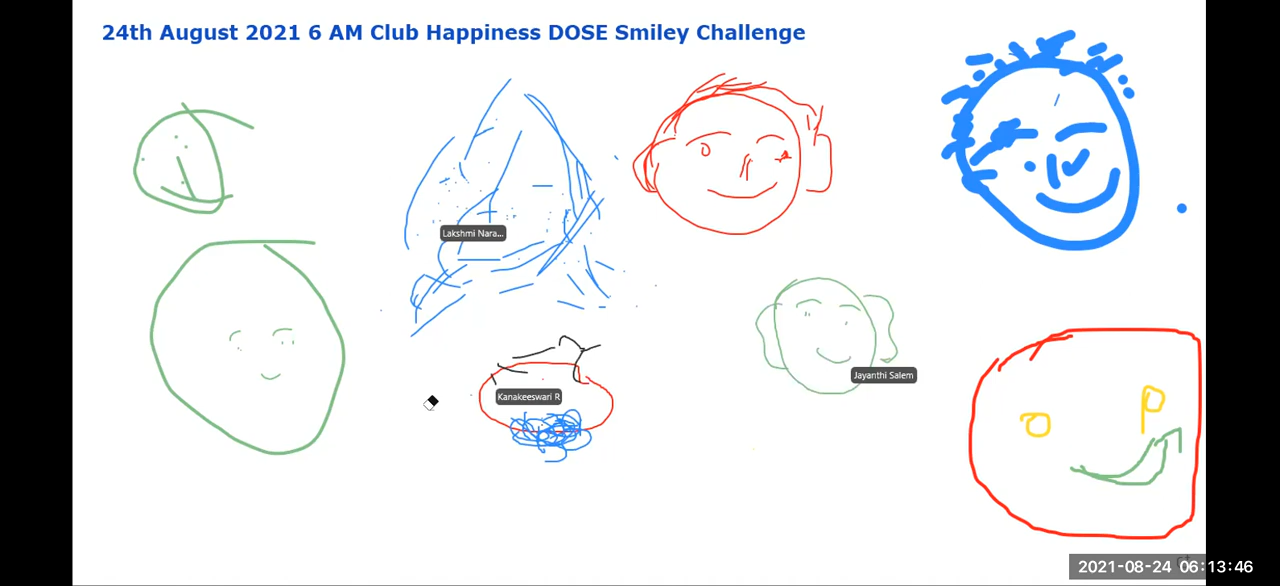 24th August 2021 6 AM Club Happiness DOSE Smiley Challenge
Lakshmi Nara...
Jayanthi Salem
Kanakeeswari R
2021-08-24 06:13:46